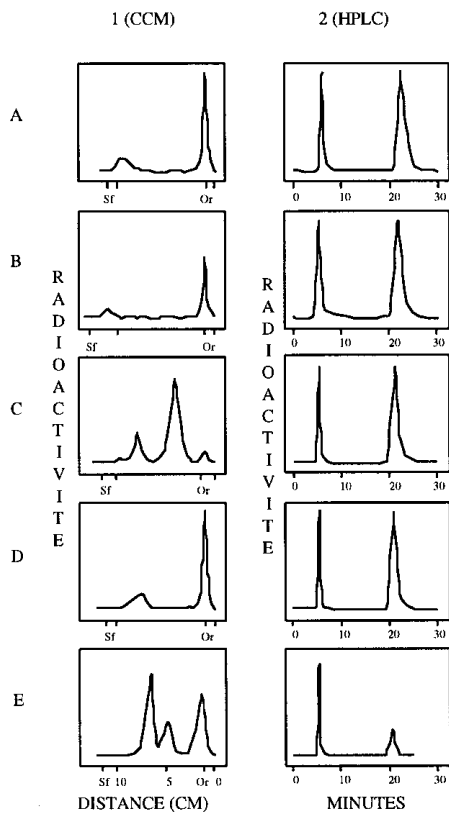 1 (CCM) 2 (HPLC)
A
Sf Or 0 10 20 30
B
Sf Or 0 10 20 30
C
Sf Or 0 10 20 30
D
Sf Or 0 10 20 30
E
Sf 10 5 Or 0 0 10 20 30
RADIOACTIVITE
RADIOACTIVITE
DISTANCE (CM) MINUTES